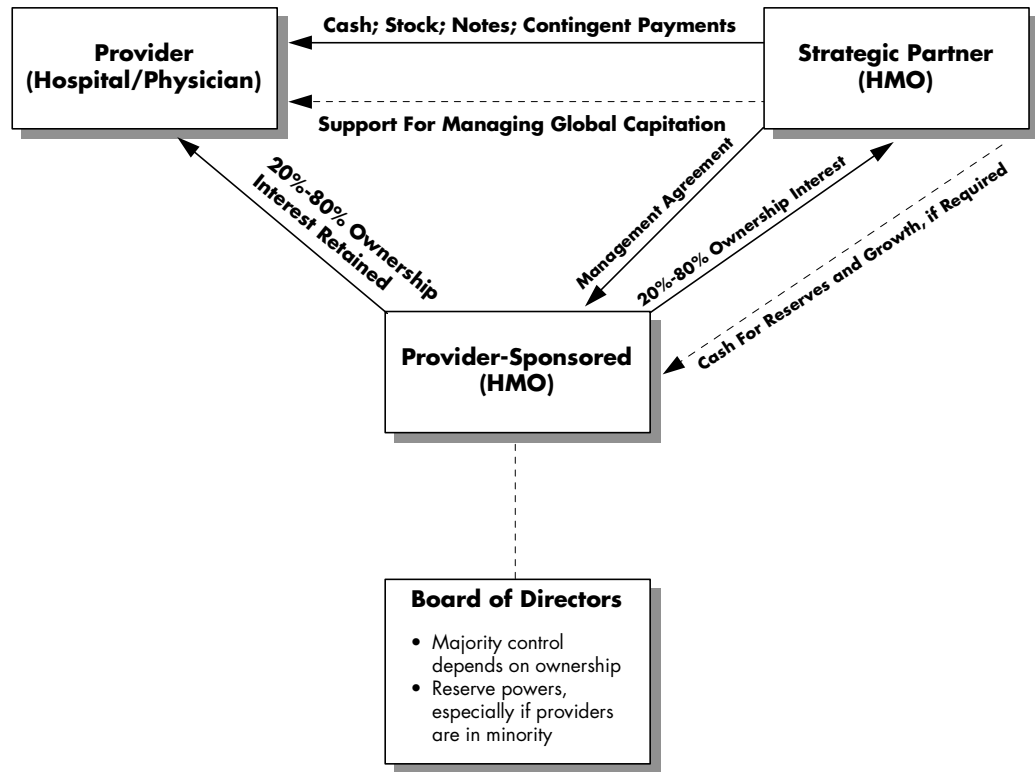 Provider
(Hospital/Physician)
Cash; Stock; Notes; Contingent Payments
Strategic Partner
(HMO)
Support For Managing Global Capitation
20%-80% Ownership
Interest Retained
Management Agreement
20%-80% Ownership Interest
Cash For Reserves and Growth, if Required
Provider-Sponsored
(HMO)
Board of Directors
• Majority control
depends on ownership
• Reserve powers,
especially if providers
are in minority